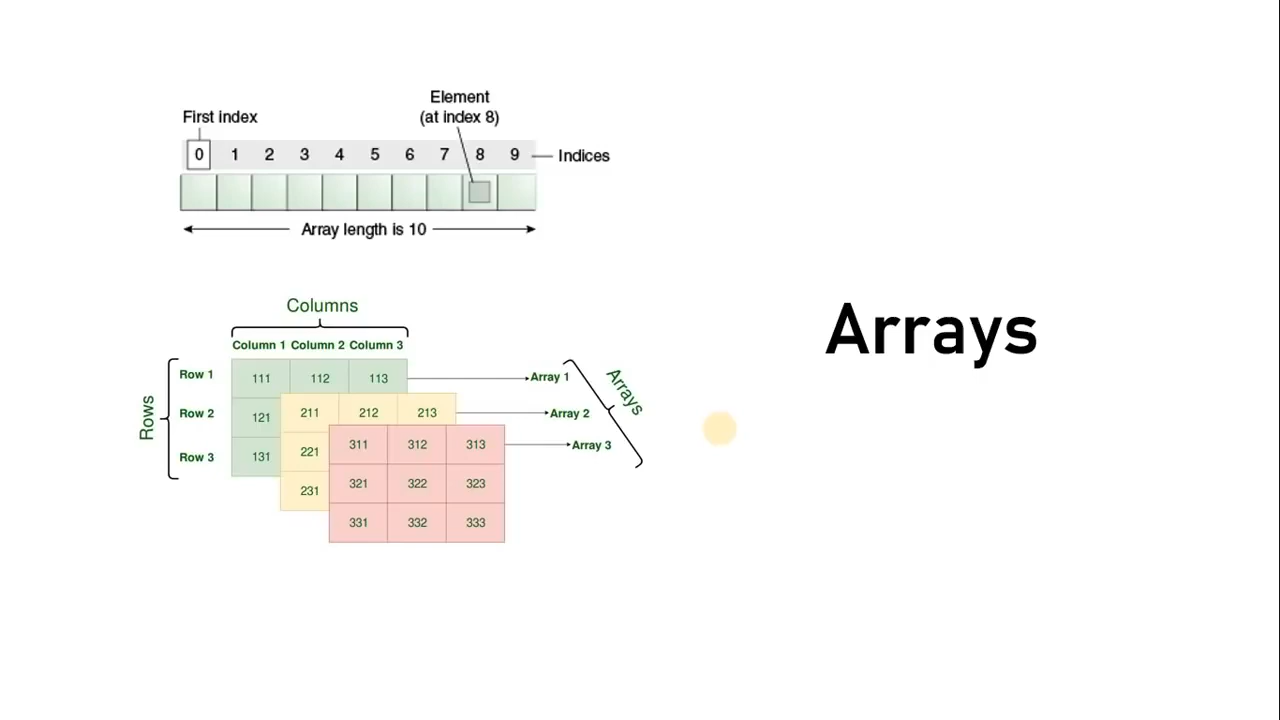 Element
First index
(at index 8)
0 1 2 3 4 5 6 7 8 9 Indices
Array length is 10
Columns
Column 1 Column 2 Column 3
Rows
Row 1 111 112 113 Array 1
Row 2 121 211 212 213 Array 2
Row 3 131 221 311 312 313 Array 3
231 321 322 323
331 332 333
Arrays
Arrays